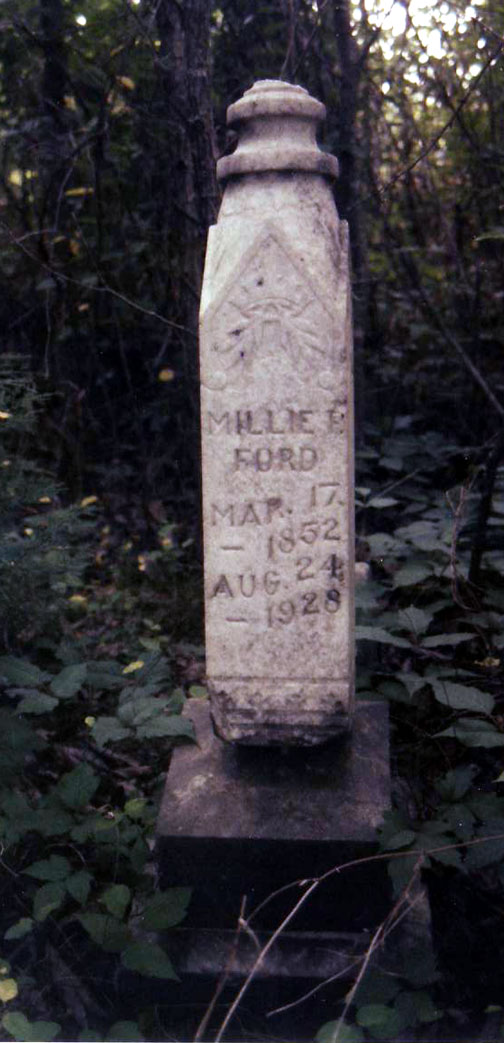 MILLIE E
FORD
MAR. 17.
– 1852
AUG. 24,
– 1928